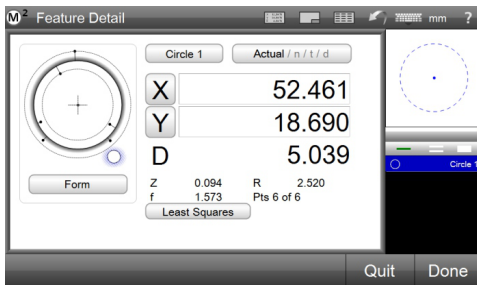 M² Feature Detail mm ?
Circle 1 Actual / n / t / d
X 52.461
Y 18.690
D 5.039
Form
Z 0.094 R 2.520
f 1.573 Pts 6 of 6
Least Squares
Circle 1
Quit Done